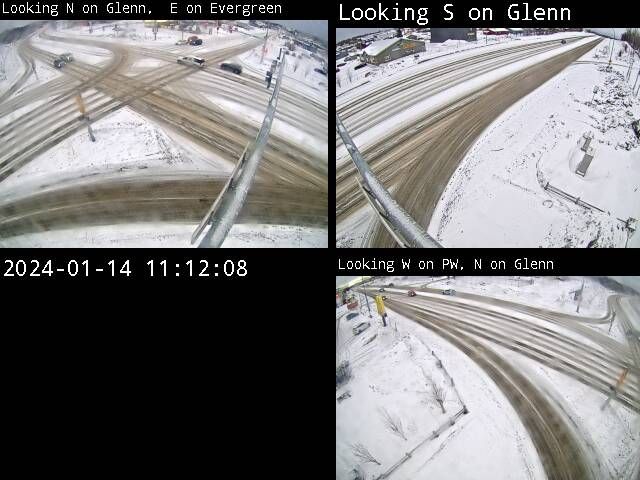 Looking N on Glenn,  E on Evergreen
Looking S on Glenn
2024-01-14 11:12:08
Looking W on PW, N on Glenn